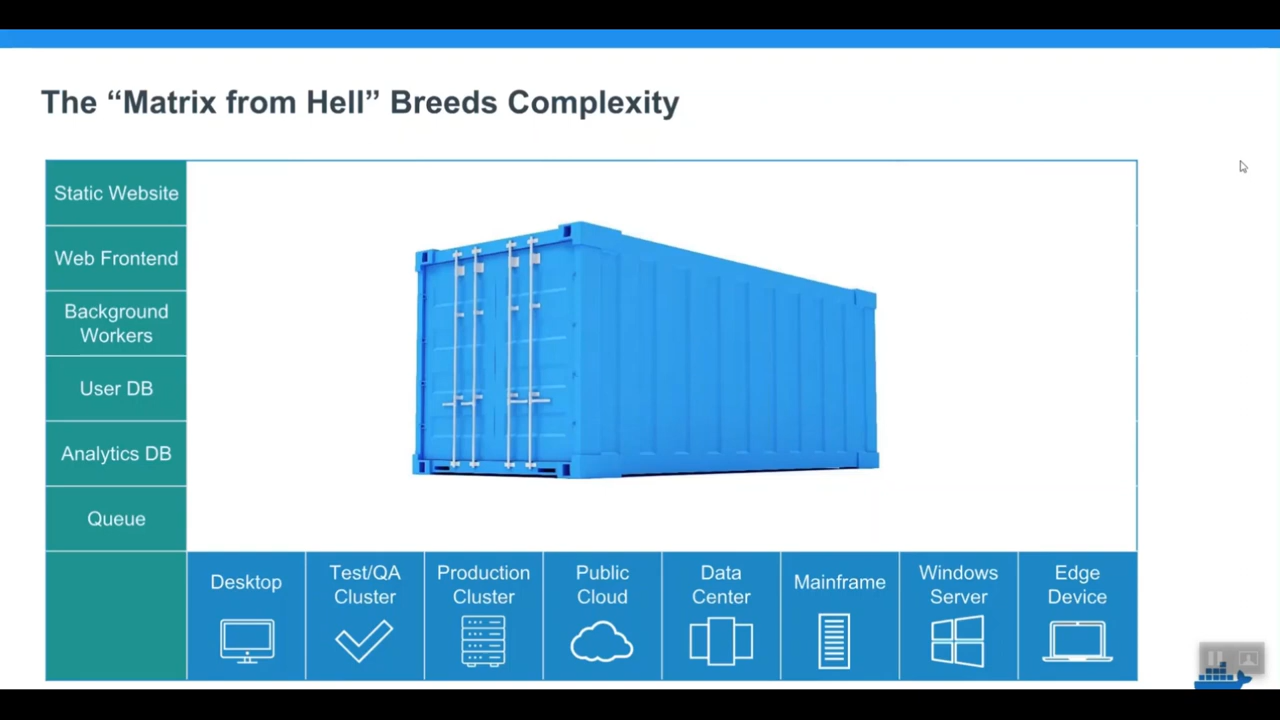 The “Matrix from Hell” Breeds Complexity
Static Website
Web Frontend
Background
Workers
User DB
Analytics DB
Queue
Desktop
Test/QA
Cluster
Production
Cluster
Public
Cloud
Data
Center
Mainframe
Windows
Server
Edge
Device